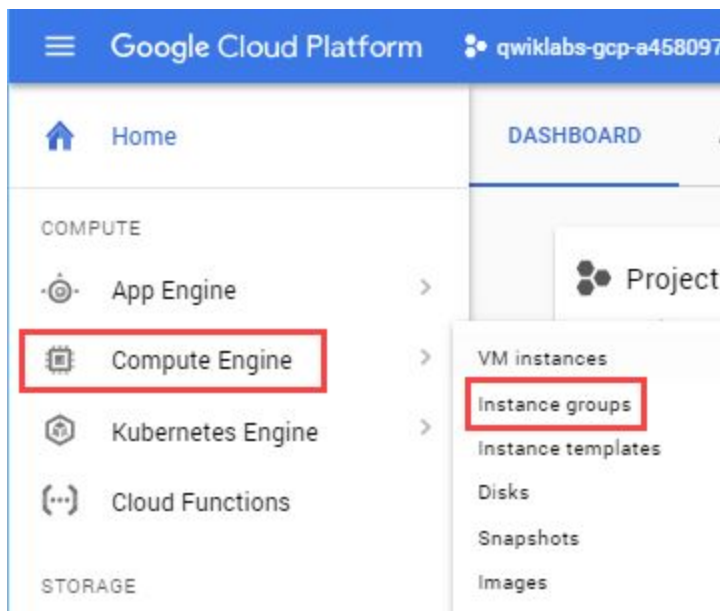 Google Cloud Platform
qwiklabs-gcp-a458097
Home
DASHBOARD
COMPUTE
App Engine
Project
Compute Engine
VM instances
Instance groups
Kubernetes Engine
Instance templates
Cloud Functions
Disks
Snapshots
STORAGE
Images